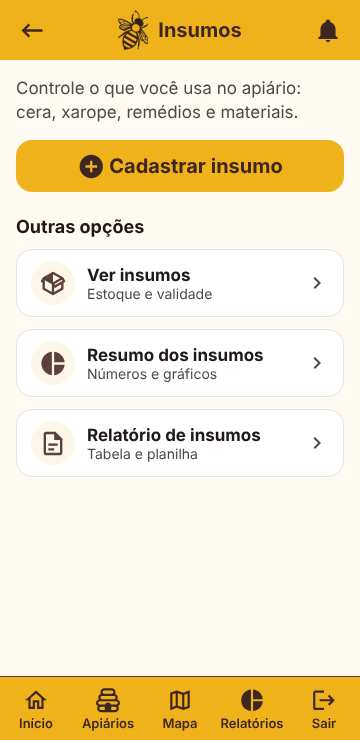 Insumos
Controle o que você usa no apiário:
cera, xarope, remédios e materiais.
Cadastrar insumo
Outras opções
Ver insumos
Estoque e validade
Resumo dos insumos
Números e gráficos
Relatório de insumos
Tabela e planilha
Início
Apiários
Mapa
Relatórios
Sair